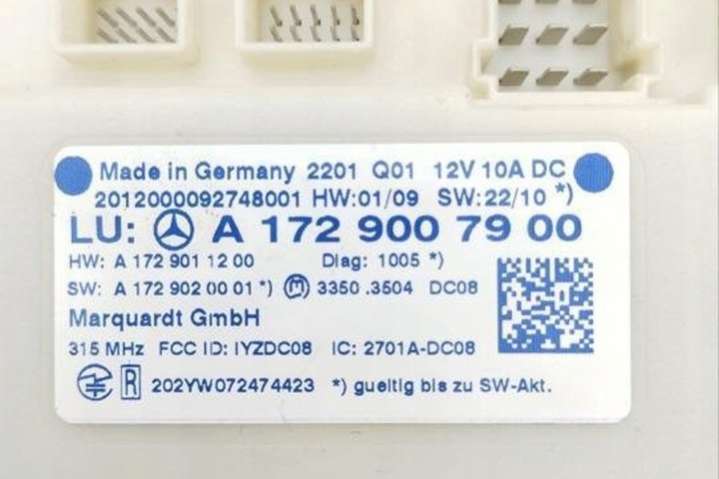 Made in Germany 2201 Q01 12V 10A DC
2012000092748001 HW:01/09 SW:22/10 *)
LU: A 172 900 79 00
HW: A 172 901 12 00 Diag: 1005 *)
SW: A 172 902 00 01 *) M 3350 .3504 DC08
Marquardt GmbH
315 MHz FCC ID: IYZDC08 IC: 2701A-DC08
R 202YW072474423 *) gueltig bis zu SW-Akt.